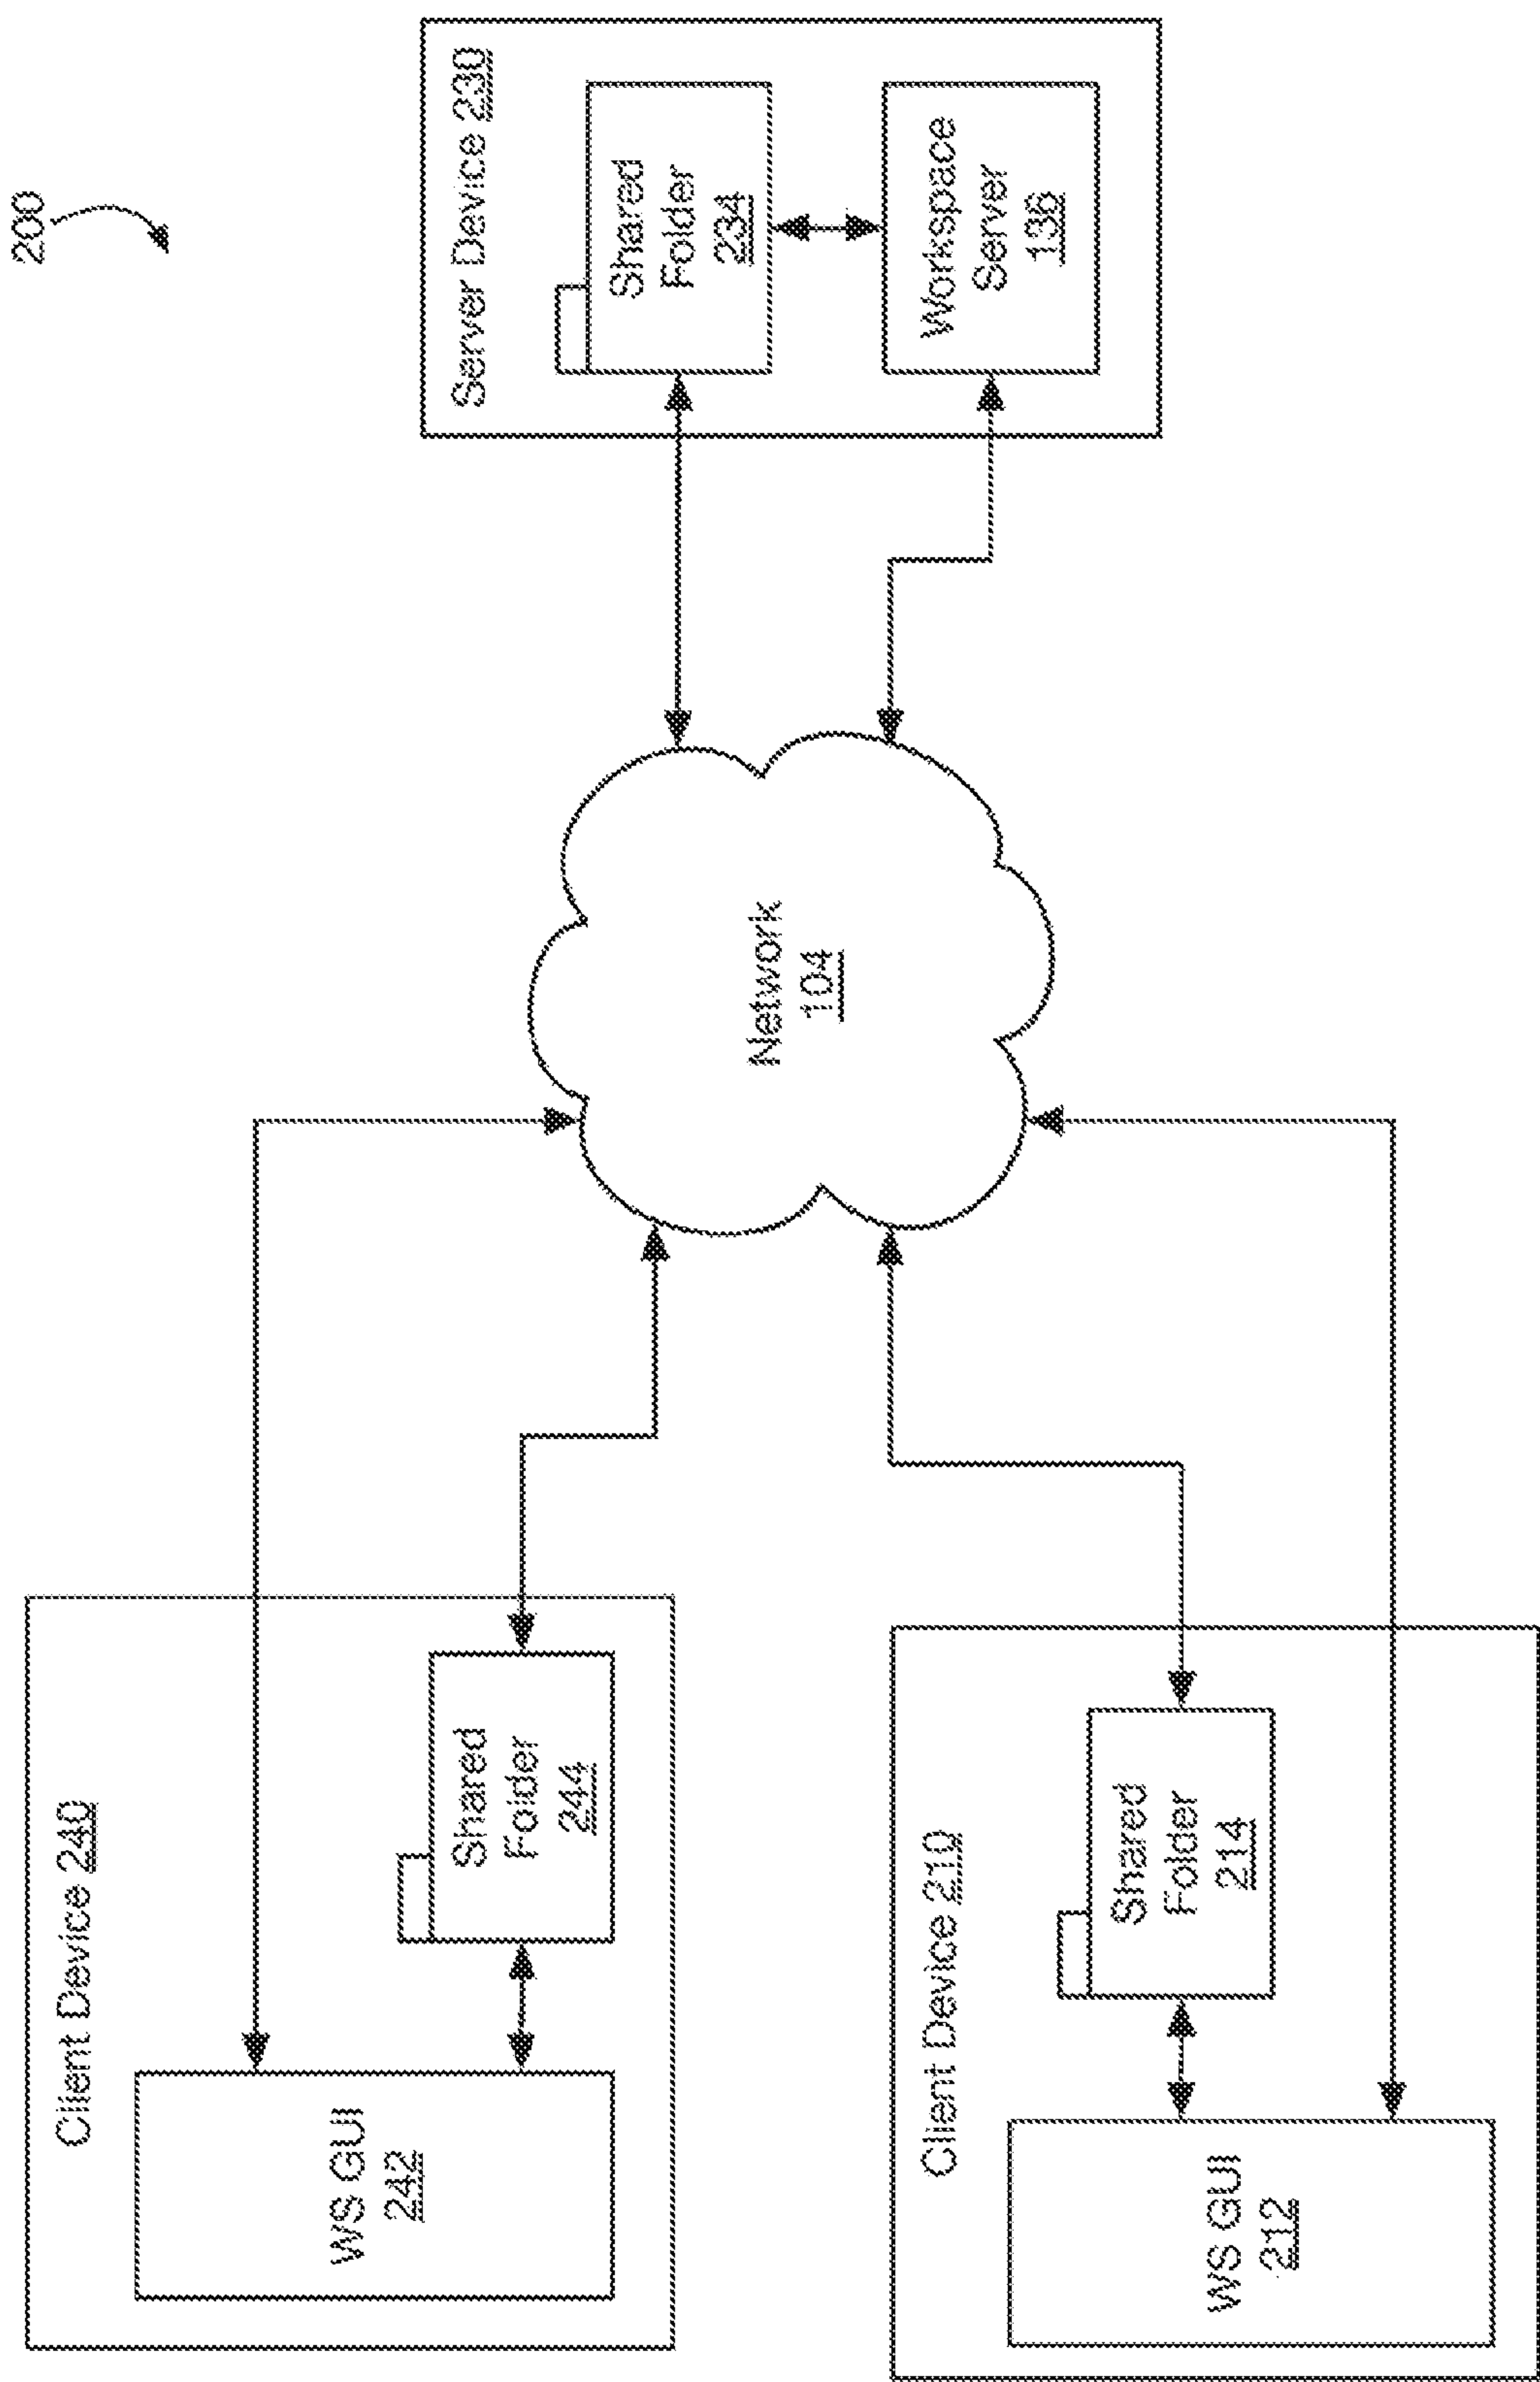 200
Client Device 240
WS GUI
242
Shared
Folder
244
Network
104
Server Device 230
Shared
Folder
234
Workspace
Server
136
Client Device 210
WS GUI
212
Shared
Folder
214